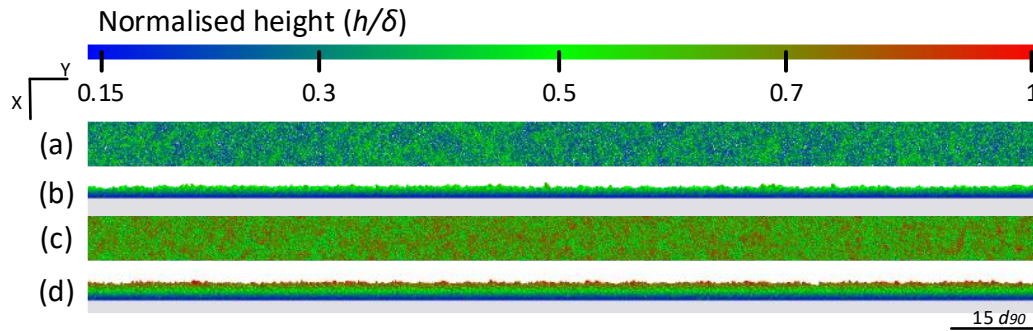 Normalised height (h/δ)
Y
X
0.15 0.3 0.5 0.7 1
(a)
(b)
(c)
(d)
15 d90